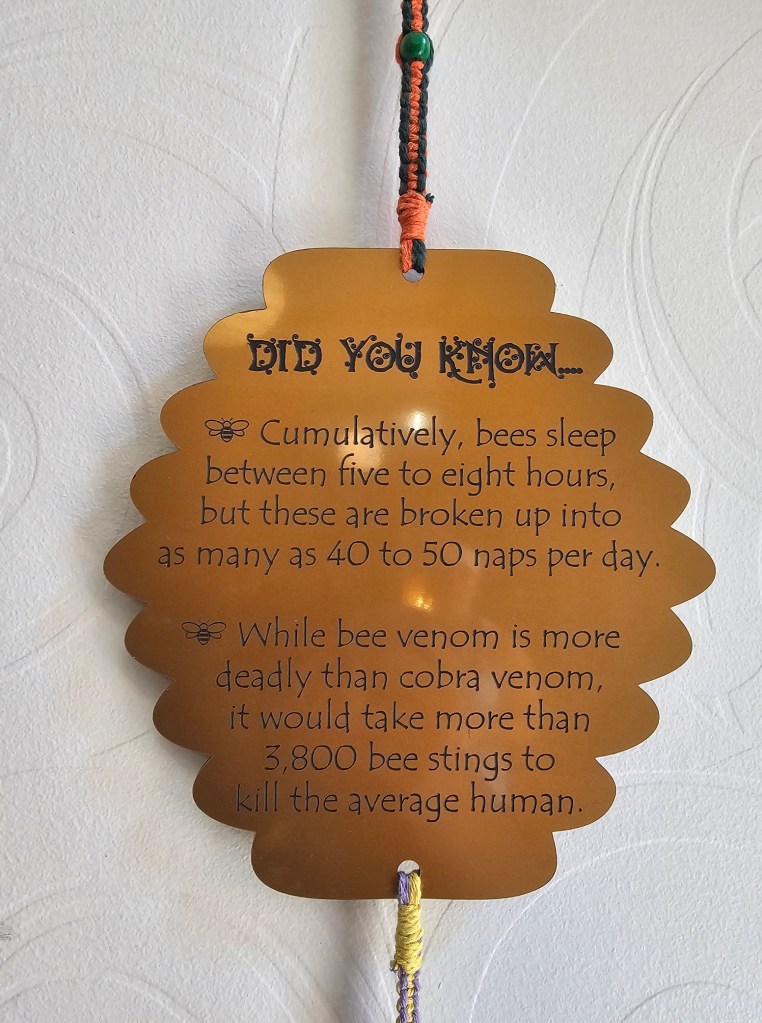 DID YOU KNOW....
Cumulatively, bees sleep
between five to eight hours,
but these are broken up into
as many as 40 to 50 naps per day.
While bee venom is more
deadly than cobra venom,
it would take more than
3,800 bee stings to
kill the average human.